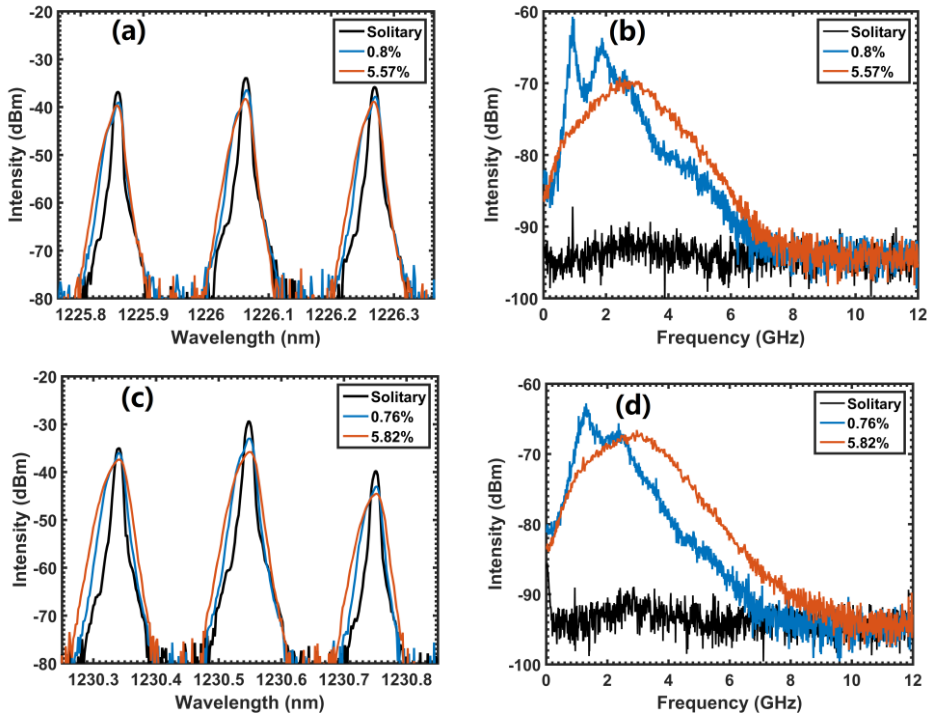 (a)
Solitary
0.8%
5.57%
Intensity (dBm)
-20
-30
-40
-50
-60
-70
-80
1225.8 1225.9 1226 1226.1 1226.2 1226.3
Wavelength (nm)
(b)
Solitary
0.8%
5.57%
Intensity (dBm)
-60
-70
-80
-90
-100
0 2 4 6 8 10 12
Frequency (GHz)
(c)
Solitary
0.76%
5.82%
Intensity (dBm)
-20
-30
-40
-50
-60
-70
-80
1230.3 1230.4 1230.5 1230.6 1230.7 1230.8
Wavelength (nm)
(d)
Solitary
0.76%
5.82%
Intensity (dBm)
-60
-70
-80
-90
-100
0 2 4 6 8 10 12
Frequency (GHz)